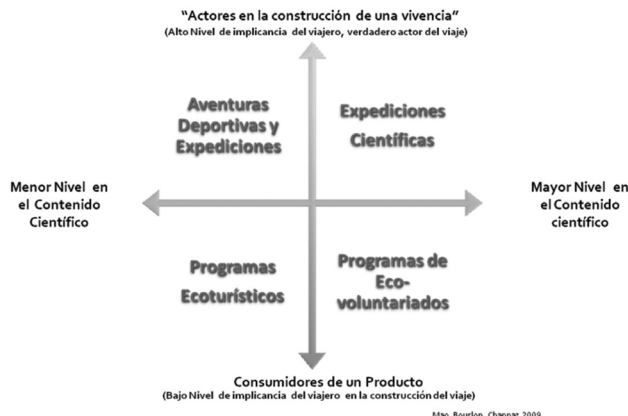 “Actores en la construcción de una vivencia”
(Alto Nivel de implicancia del viajero, verdadero actor del viaje)
Aventuras
Deportivas y
Expediciones
Expediciones
Científicas
Menor Nivel en
el Contenido
Científico
Mayor Nivel en
el Contenido
científico
Programas
Ecoturísticos
Programas de
Eco-
voluntariados
Consumidores de un Producto
(Bajo Nivel de implicancia del viajero en la construcción del viaje)
Mao, Bourlon, Chappat 2009